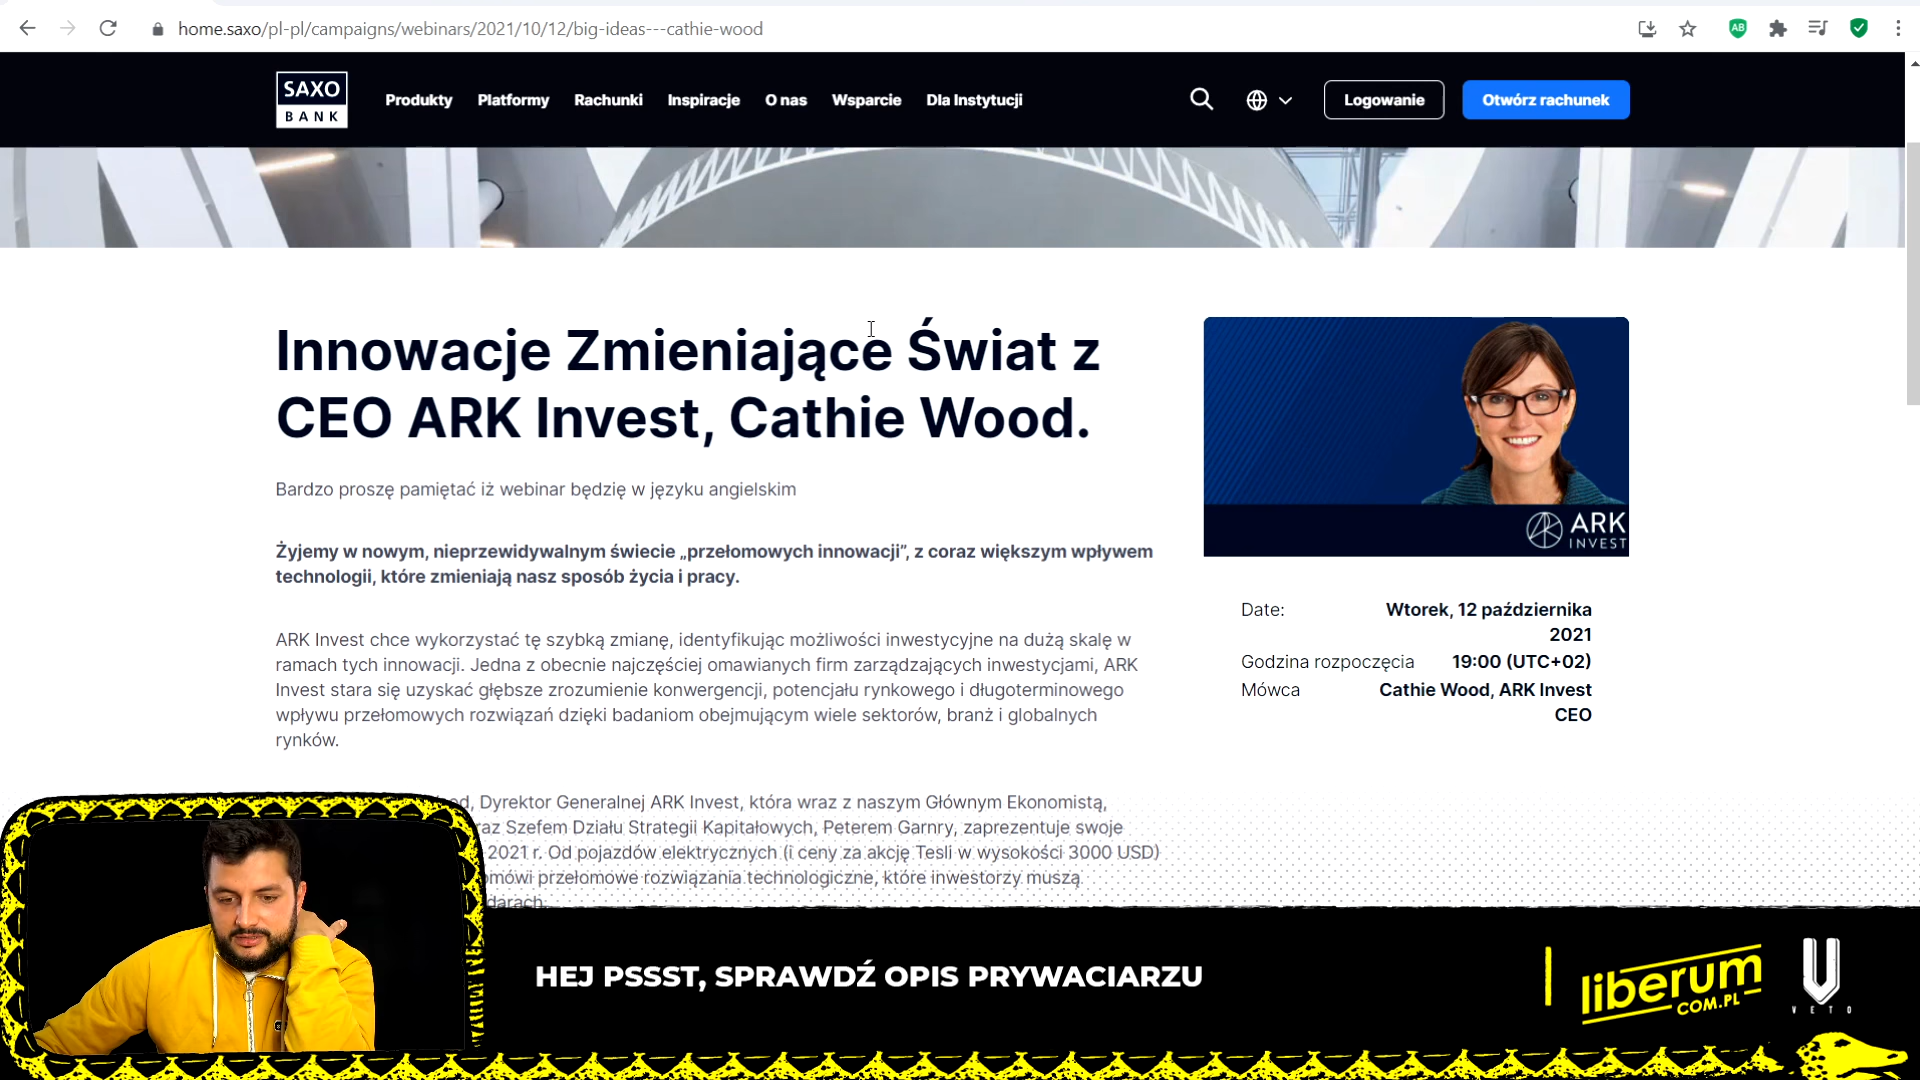 home.saxo/pl-pl/campaigns/webinars/2021/10/12/big-ideas---cathie-wood
AB
SAXO
BANK
Produkty
Platformy
Rachunki
Inspiracje
O nas
Wsparcie
Dla Instytucji
Logowanie
Otwórz rachunek
Innowacje Zmieniające Świat z
CEO ARK Invest, Cathie Wood.
Bardzo proszę pamiętać iż webinar będzię w języku angielskim
Żyjemy w nowym, nieprzewidywalnym świecie „przełomowych innowacji”, z coraz większym wpływem
technologii, które zmieniają nasz sposób życia i pracy.
ARK Invest chce wykorzystać tę szybką zmianę, identyfikując możliwości inwestycyjne na dużą skalę w
ramach tych innowacji. Jedna z obecnie najczęściej omawianych firm zarządzających inwestycjami, ARK
Invest stara się uzyskać głębsze zrozumienie konwergencji, potencjału rynkowego i długoterminowego
wpływu przełomowych rozwiązań dzięki badaniom obejmującym wiele sektorów, branż i globalnych
rynków.
Dyrektor Generalnej ARK Invest, która wraz z naszym Głównym Ekonomistą,
Szefem Działu Strategii Kapitałowych, Peterem Garnry, zaprezentuje swoje
2021 r. Od pojazdów elektrycznych (i ceny za akcję Tesli w wysokości 3000 USD)
przełomowe rozwiązania technologiczne, które inwestorzy muszą
ARK
INVEST
Date: Wtorek, 12 października
2021
Godzina rozpoczęcia 19:00 (UTC+02)
Mówca Cathie Wood, ARK Invest
CEO
HEJ PSSST, SPRAWDŹ OPIS PRYWACIARZU
liberum
COM.PL
VETO